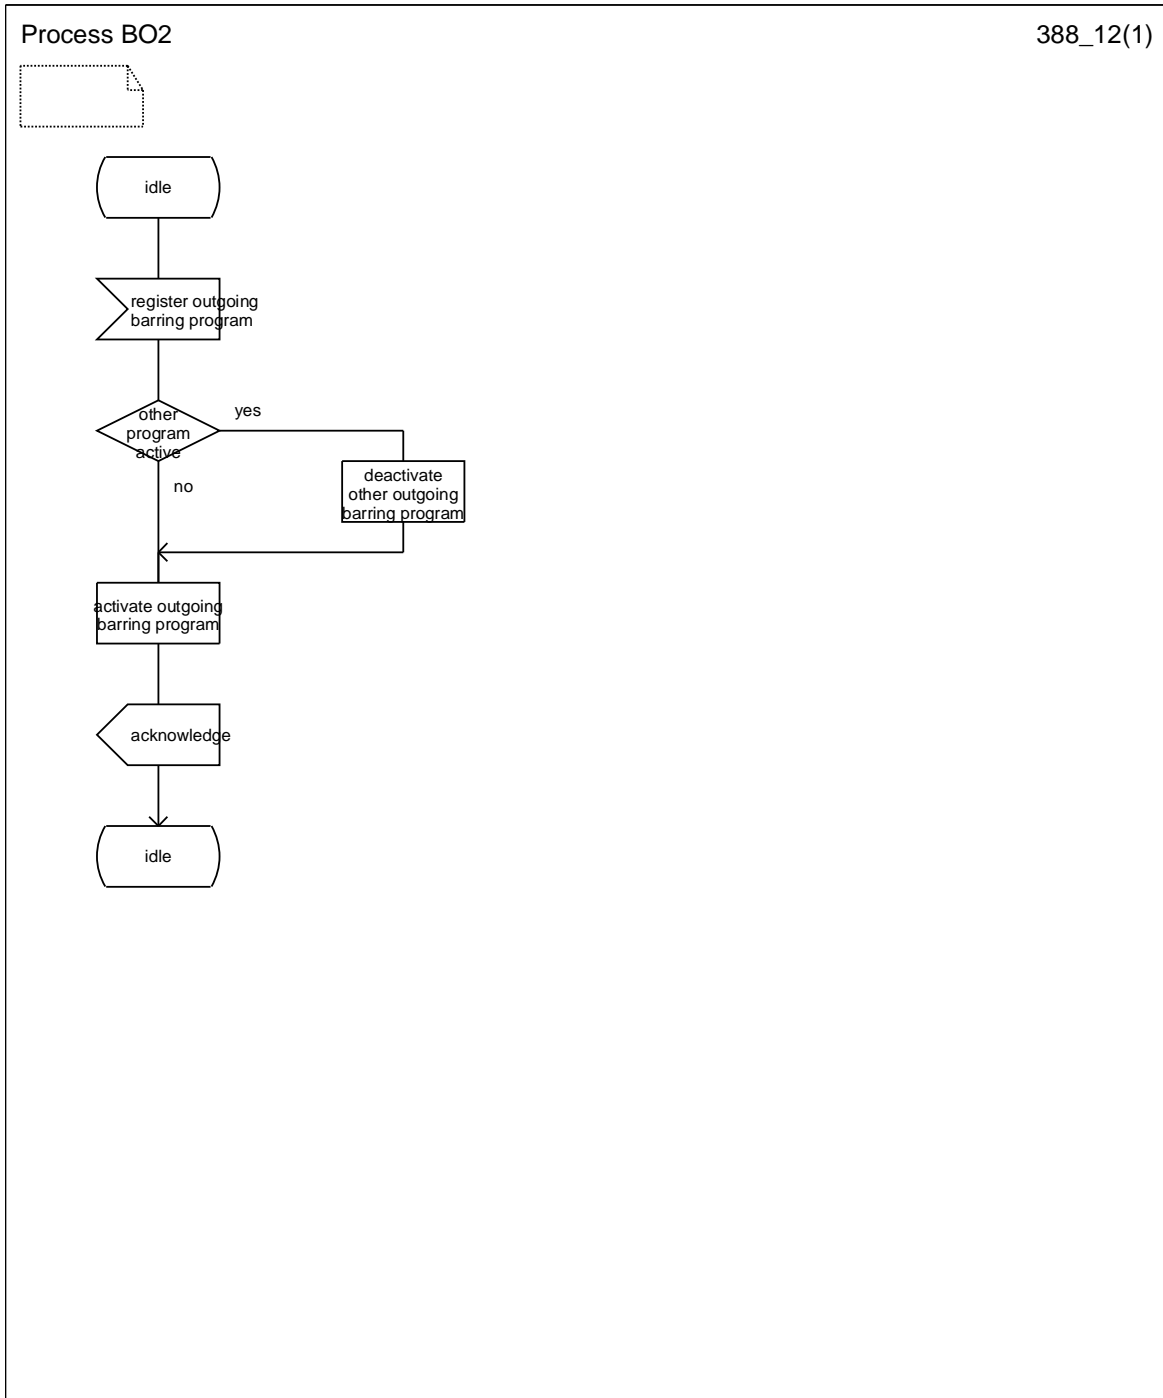 Process BO2
388_12(1)
idle
register outgoing
barring program
other
program
active
yes
no
deactivate
other outgoing
barring program
activate outgoing
barring program
acknowledge
idle